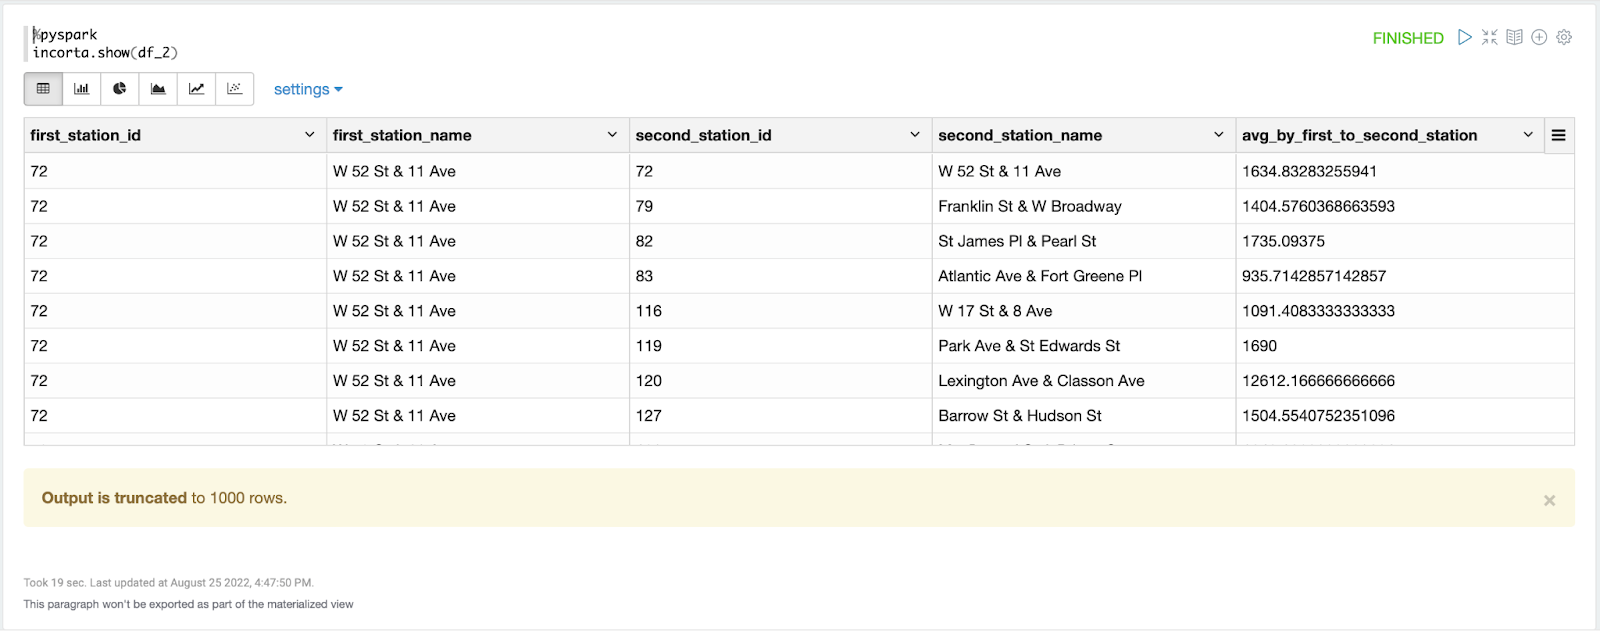 %pyspark
incorta.show(df_2)
FINISHED
settings
first_station_id first_station_name second_station_id second_station_name avg_by_first_to_second_station
72 W 52 St & 11 Ave 72 W 52 St & 11 Ave 1634.83283255941
72 W 52 St & 11 Ave 79 Franklin St & W Broadway 1404.5760368663593
72 W 52 St & 11 Ave 82 St James Pl & Pearl St 1735.09375
72 W 52 St & 11 Ave 83 Atlantic Ave & Fort Greene Pl 935.7142857142857
72 W 52 St & 11 Ave 116 W 17 St & 8 Ave 1091.4083333333333
72 W 52 St & 11 Ave 119 Park Ave & St Edwards St 1690
72 W 52 St & 11 Ave 120 Lexington Ave & Classon Ave 12612.166666666666
72 W 52 St & 11 Ave 127 Barrow St & Hudson St 1504.5540752351096
Output is truncated to 1000 rows.
Took 19 sec. Last updated at August 25 2022, 4:47:50 PM.
This paragraph won't be exported as part of the materialized view